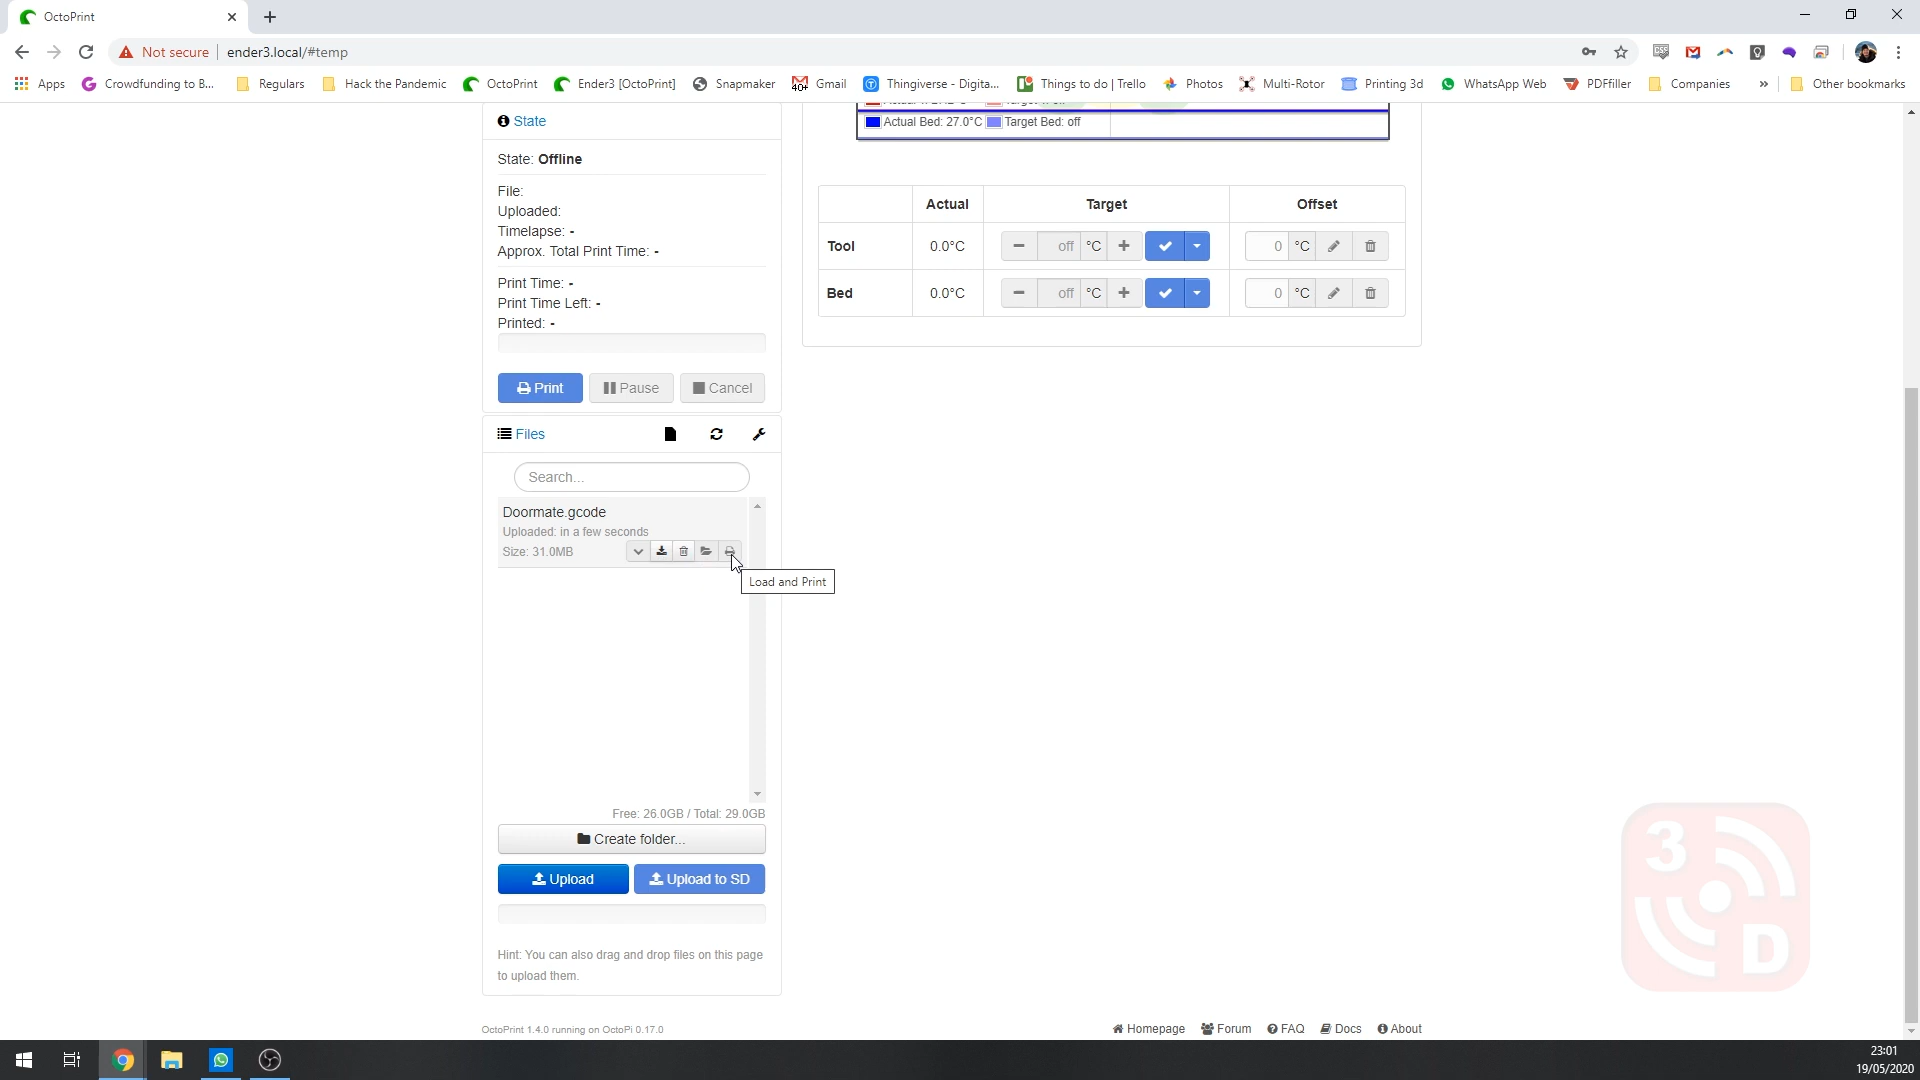 OctoPrint
Not secure
ender3.local/#temp
Apps
Crowdfunding to B...
Regulars
Hack the Pandemic
OctoPrint
Ender3 [OctoPrint]
Snapmaker
40+
Gmail
Thingiverse - Digita...
Things to do | Trello
Photos
Multi-Rotor
Printing 3d
WhatsApp Web
PDFfiller
Companies
»
Other bookmarks
State
State: Offline
File:
Uploaded:
Timelapse: -
Approx. Total Print Time: -
Print Time: -
Print Time Left: -
Printed: -
Print
Pause
Cancel
Files
Search...
Doormate.gcode
Uploaded: in a few seconds
Size: 31.0MB
Load and Print
Free: 26.0GB / Total: 29.0GB
Create folder...
Upload
Upload to SD
Hint: You can also drag and drop files on this page
to upload them.
Actual Bed: 27.0°C
Target Bed: off
Actual
Target
Offset
Tool
0.0°C
off
°C
0
°C
Bed
0.0°C
off
°C
0
°C
3
D
OctoPrint 1.4.0 running on OctoPi 0.17.0
Homepage
Forum
FAQ
Docs
About
23:01
19/05/2020